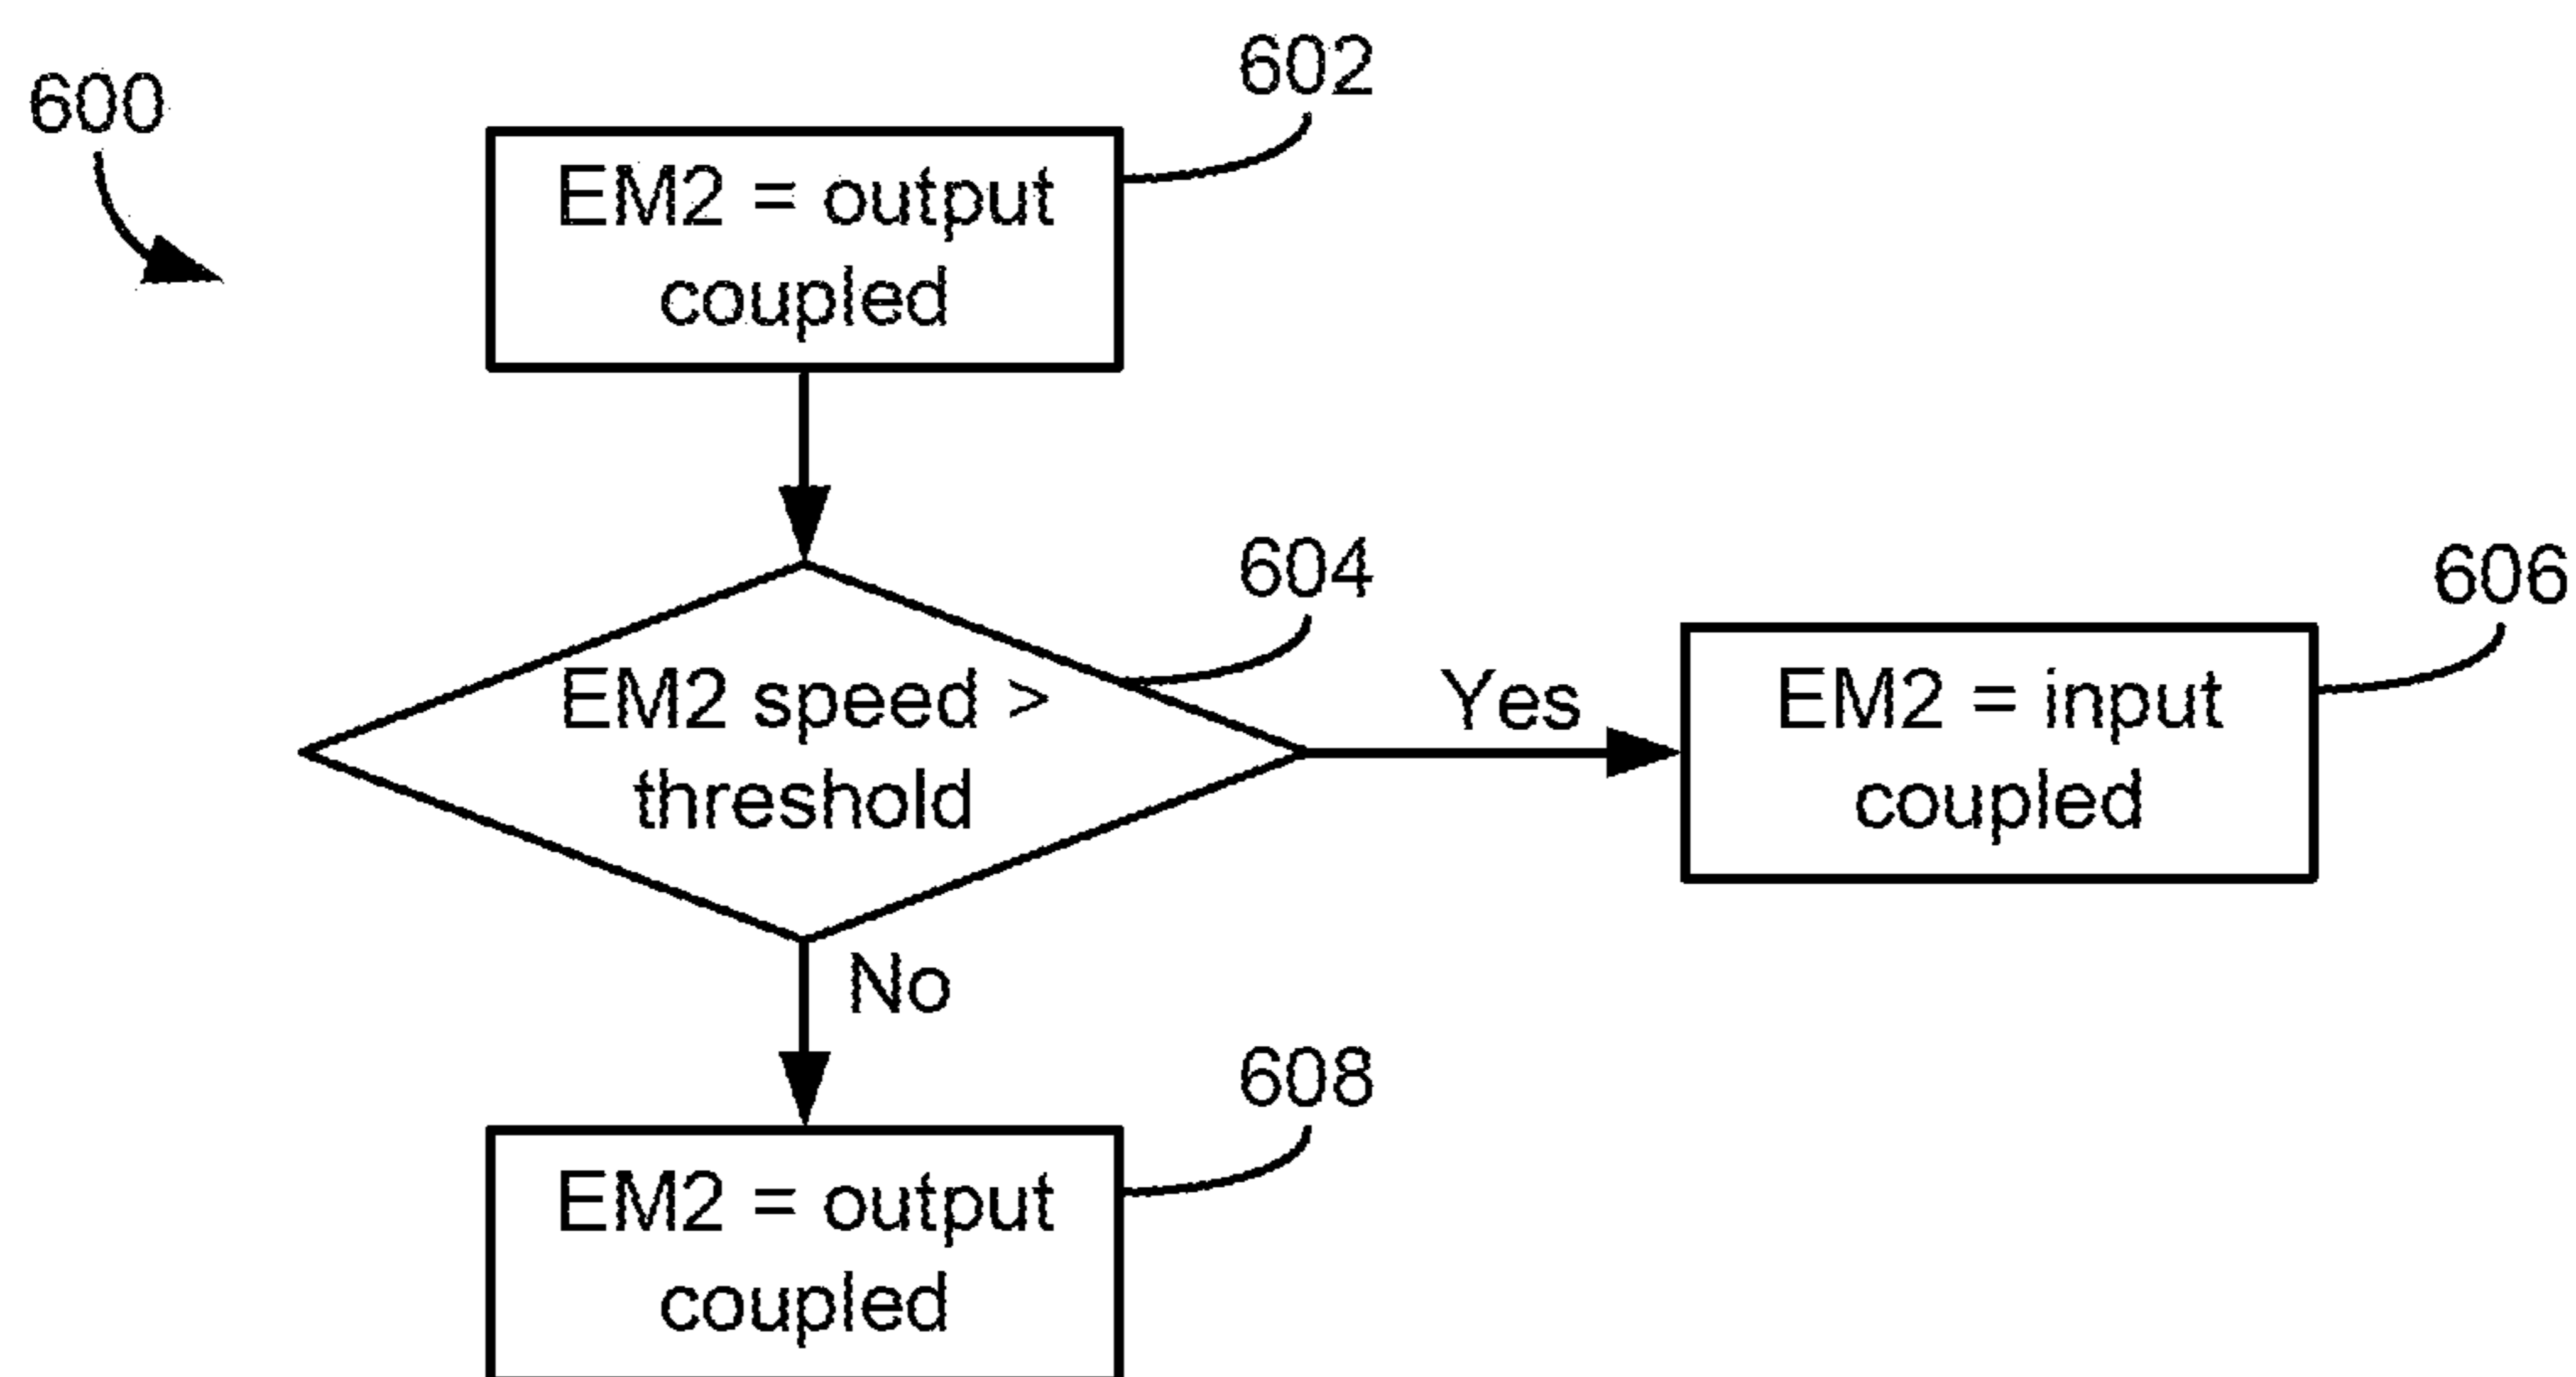 600
602
EM2 = output
coupled
604
EM2 speed >
threshold
Yes
606
EM2 = input
coupled
No
608
EM2 = output
coupled